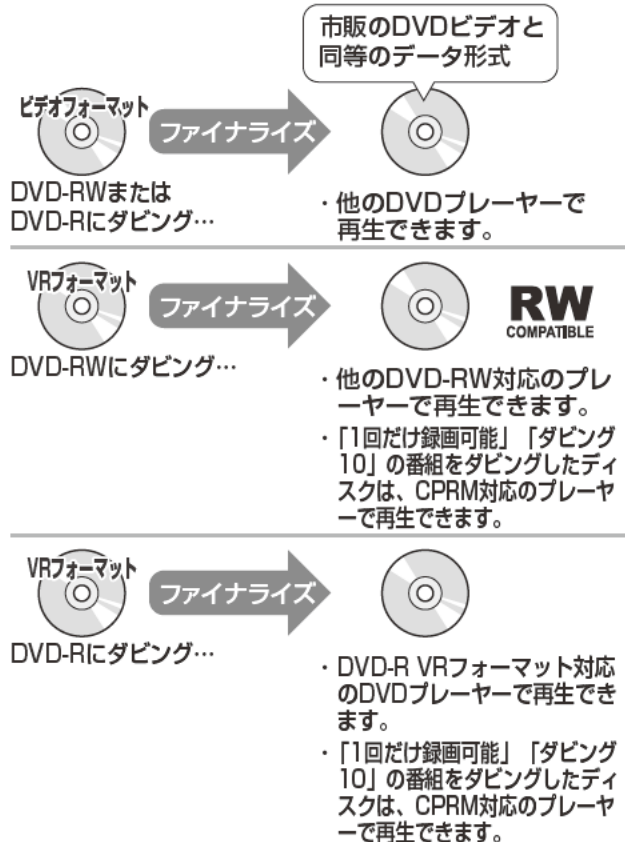 市販のDVDビデオと
同等のデータ形式
ビデオフォーマット
ファイナライズ
DVD-RWまたは
DVD-Rにダビング…
・他のDVDプレーヤーで
再生できます。
VRフォーマット
ファイナライズ
RW
COMPATIBLE
DVD-RWにダビング…
・他のDVD-RW対応のプレ
ーヤーで再生できます。
・「1回だけ録画可能」「ダビング
10」の番組をダビングしたディ
スクは、CPRM対応のプレーヤ
ーで再生できます。
VRフォーマット
ファイナライズ
DVD-Rにダビング…
・DVD-R VRフォーマット対応
のDVDプレーヤーで再生でき
ます。
・「1回だけ録画可能」「ダビング
10」の番組をダビングしたディ
スクは、CPRM対応のプレーヤ
ーで再生できます。